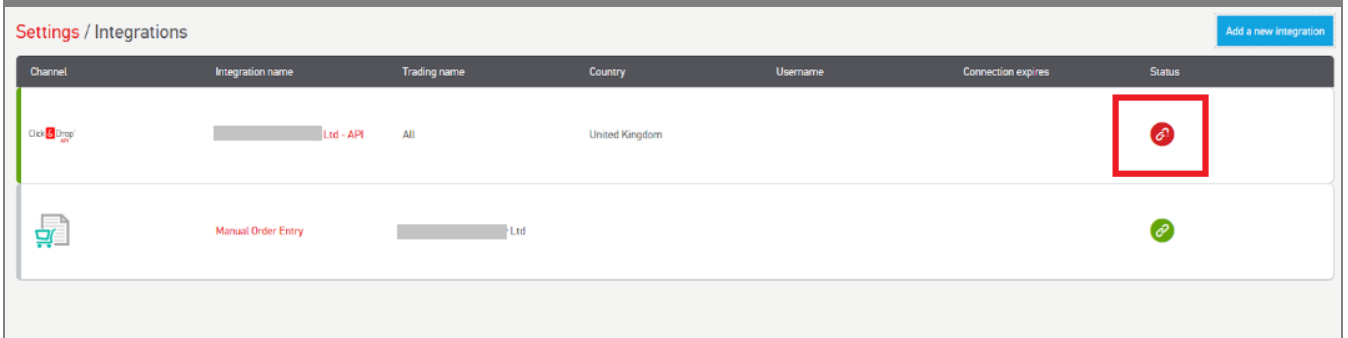 Settings / Integrations
Add a new integration
Channel Integration name Trading name Country Username Connection expires Status
Click & Drop API Ltd - API All United Kingdom
Manual Order Entry Ltd